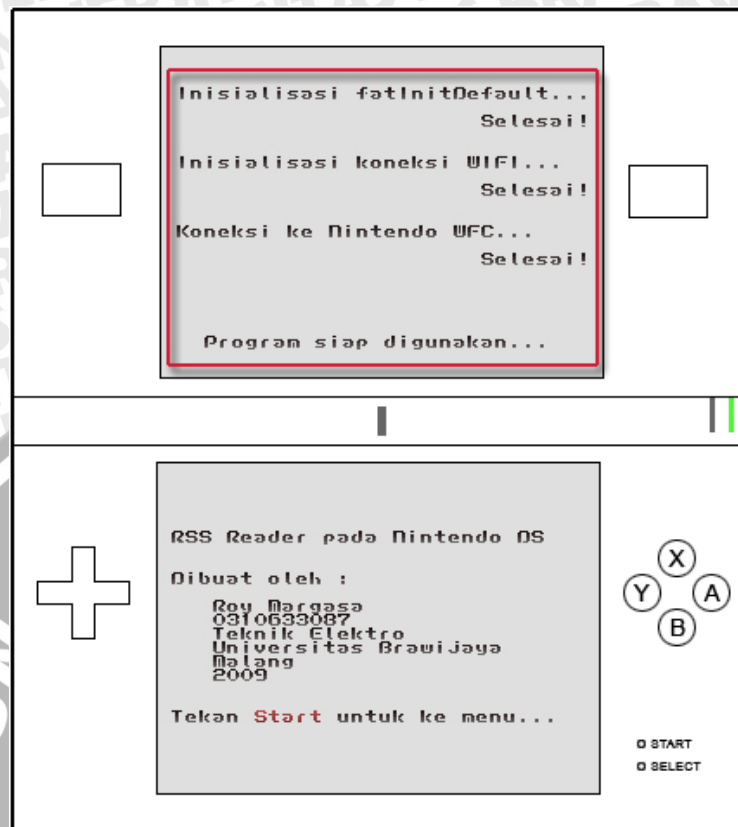 Inisialisasi fatInitDefault...
Selesai!
Inisialisasi koneksi WIFI...
Selesai!
Koneksi ke Nintendo WFC...
Selesai!
Program siap digunakan...
RSS Reader pada Nintendo DS
Dibuat oleh :
Roy Margasa
0310633087
Teknik Elektro
Universitas Brawijaya
Malang
2009
Tekan Start untuk ke menu...
X
Y A
B
START
SELECT